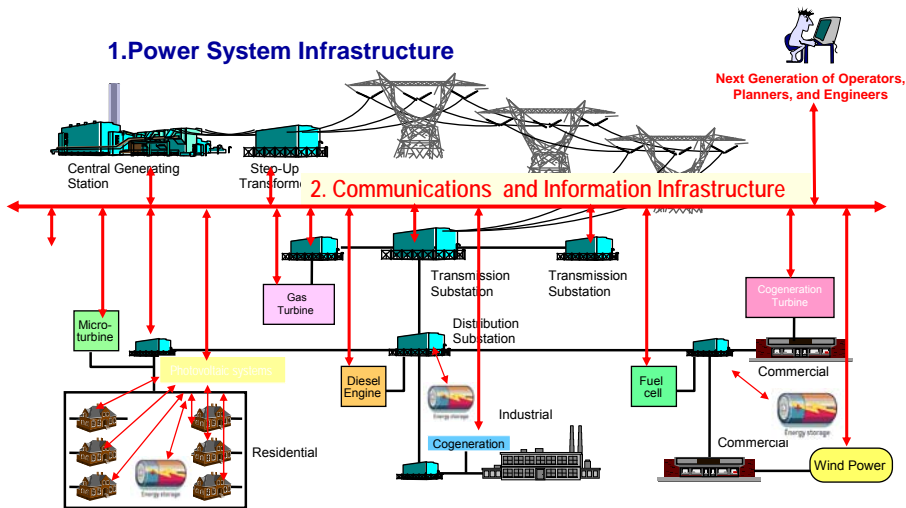 1.Power System Infrastructure
Next Generation of Operators,
Planners, and Engineers
Central Generating
Station
Step-Up
Transformer
2. Communications and Information Infrastructure
Transmission
Substation
Transmission
Substation
Gas
Turbine
Cogeneration
Turbine
Micro-
turbine
Distribution
Substation
Photovoltaic systems
Diesel
Engine
Fuel
cell
Commercial
Energy storage
Industrial
Energy storage
Cogeneration
Commercial
Residential
Energy storage
Wind Power